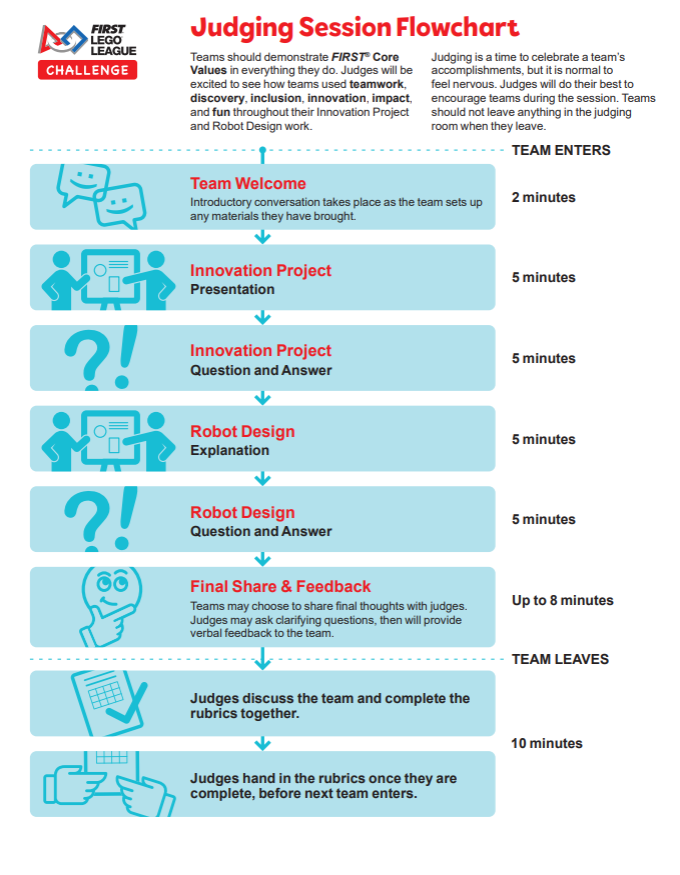 FIRST
LEGO
LEAGUE
CHALLENGE
Judging Session Flowchart
Teams should demonstrate FIRST® Core
Values in everything they do. Judges will be
excited to see how teams used teamwork,
discovery, inclusion, innovation, impact,
and fun throughout their Innovation Project
and Robot Design work.
Judging is a time to celebrate a team's
accomplishments, but it is normal to
feel nervous. Judges will do their best to
encourage teams during the session. Teams
should not leave anything in the judging
room when they leave.
TEAM ENTERS
Team Welcome
Introductory conversation takes place as the team sets up
any materials they have brought.
2 minutes
Innovation Project
Presentation
5 minutes
Innovation Project
Question and Answer
5 minutes
Robot Design
Explanation
5 minutes
Robot Design
Question and Answer
5 minutes
Final Share & Feedback
Teams may choose to share final thoughts with judges.
Judges may ask clarifying questions, then will provide
verbal feedback to the team.
Up to 8 minutes
TEAM LEAVES
Judges discuss the team and complete the
rubrics together.
10 minutes
Judges hand in the rubrics once they are
complete, before next team enters.